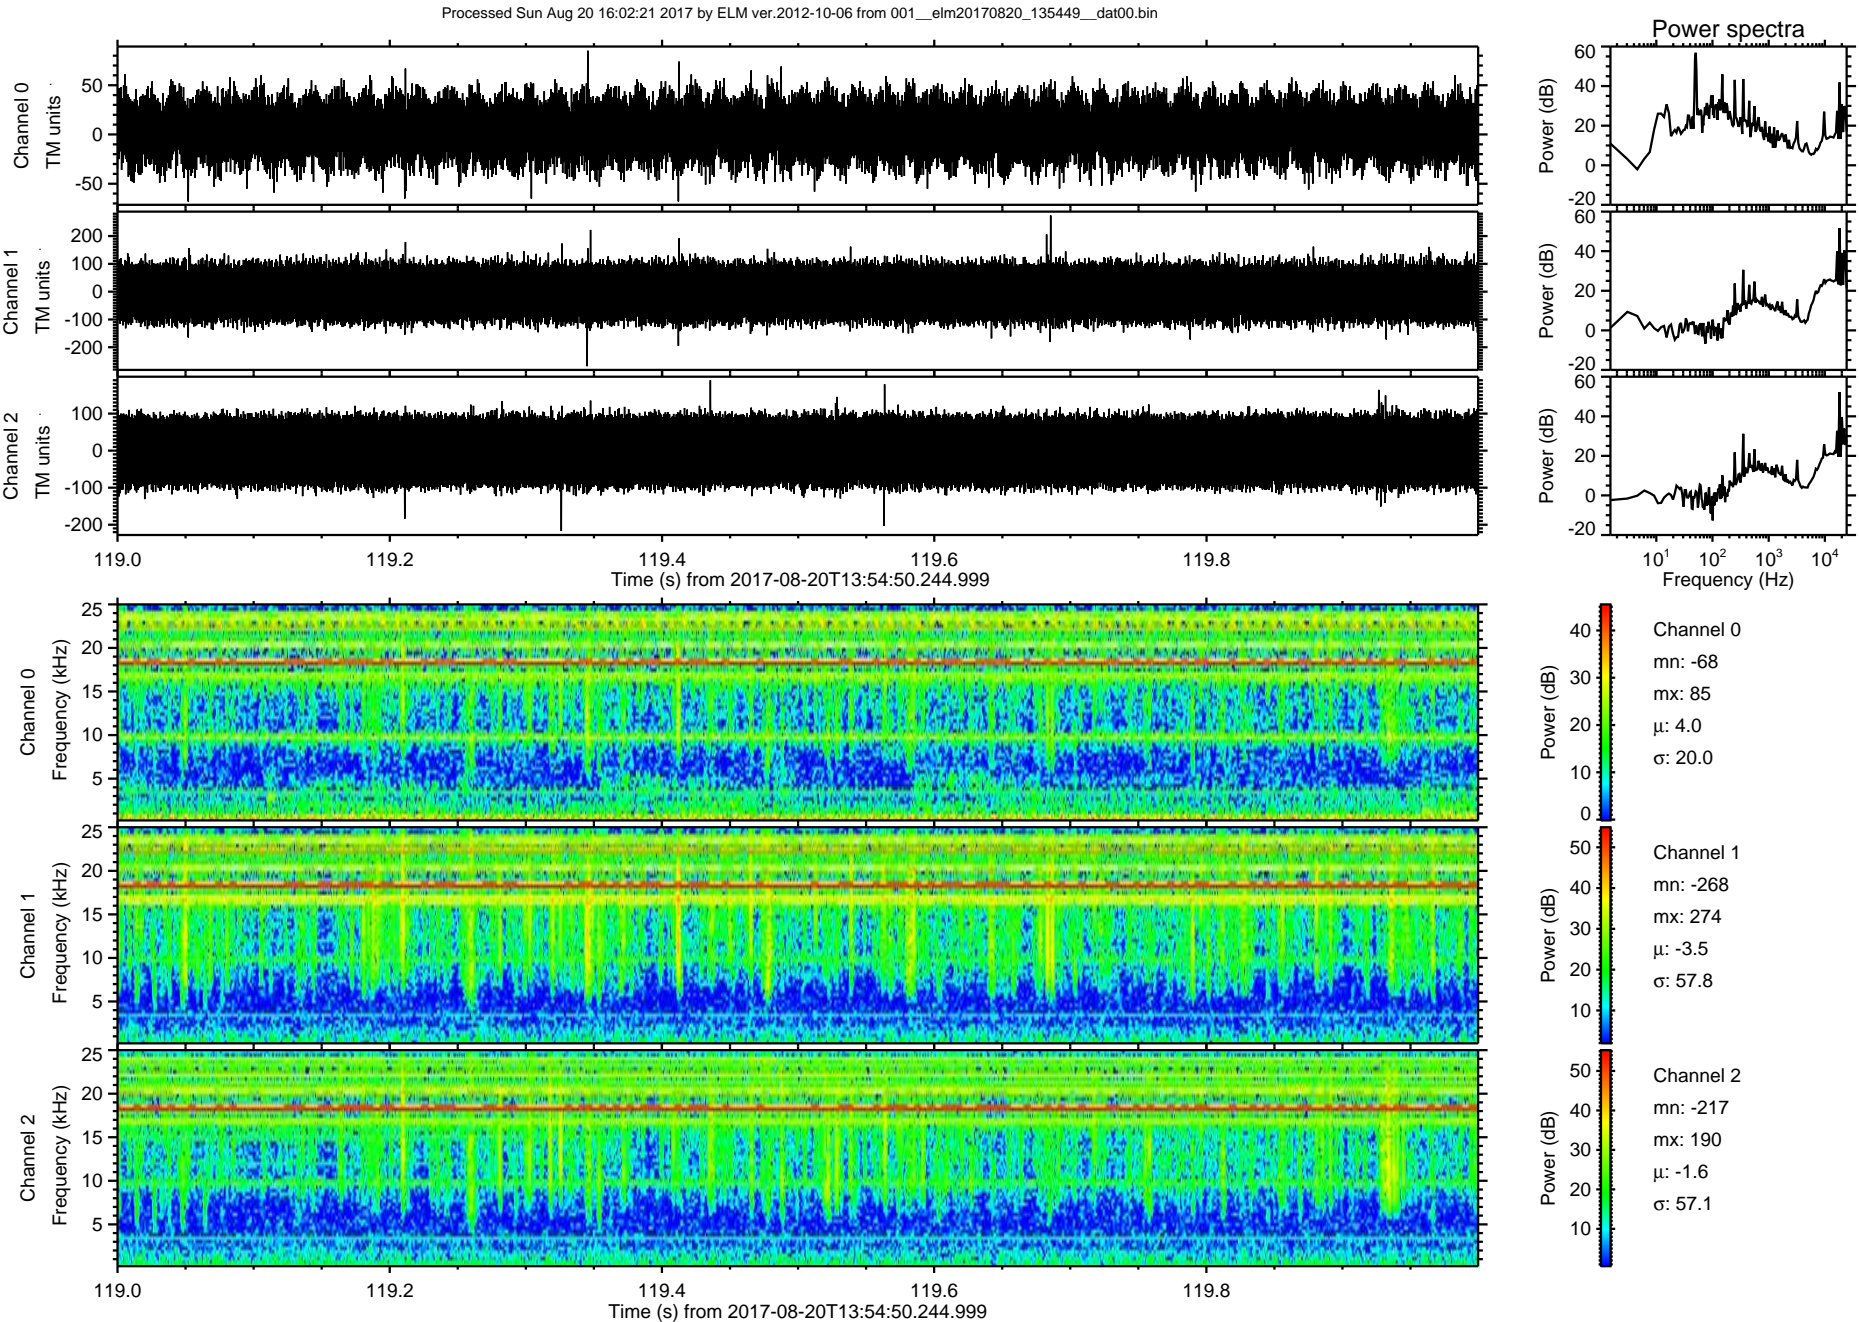 Processed Sun Aug 20 16:02:21 2017 by ELM ver.2012-10-06 from 001__elm20170820_135449__dat00.bin
Power spectra
Channel 0
TM units
50
0
-50
Power (dB)
60
40
20
0
-20
Channel 1
TM units
200
100
0
-100
-200
Power (dB)
60
40
20
0
-20
Channel 2
TM units
100
0
-100
-200
Power (dB)
60
40
20
0
-20
119.0 119.2 119.4 119.6 119.8
Time (s) from 2017-08-20T13:54:50.244.999
10¹ 10² 10³ 10⁴
Frequency (Hz)
Channel 0
Frequency (kHz)
25
20
15
10
5
Power (dB)
40
30
20
10
0
Channel 0
mn: -68
mx: 85
μ: 4.0
σ: 20.0
Channel 1
Frequency (kHz)
25
20
15
10
5
Power (dB)
50
40
30
20
10
Channel 1
mn: -268
mx: 274
μ: -3.5
σ: 57.8
Channel 2
Frequency (kHz)
25
20
15
10
5
Power (dB)
50
40
30
20
10
Channel 2
mn: -217
mx: 190
μ: -1.6
σ: 57.1
119.0 119.2 119.4 119.6 119.8
Time (s) from 2017-08-20T13:54:50.244.999